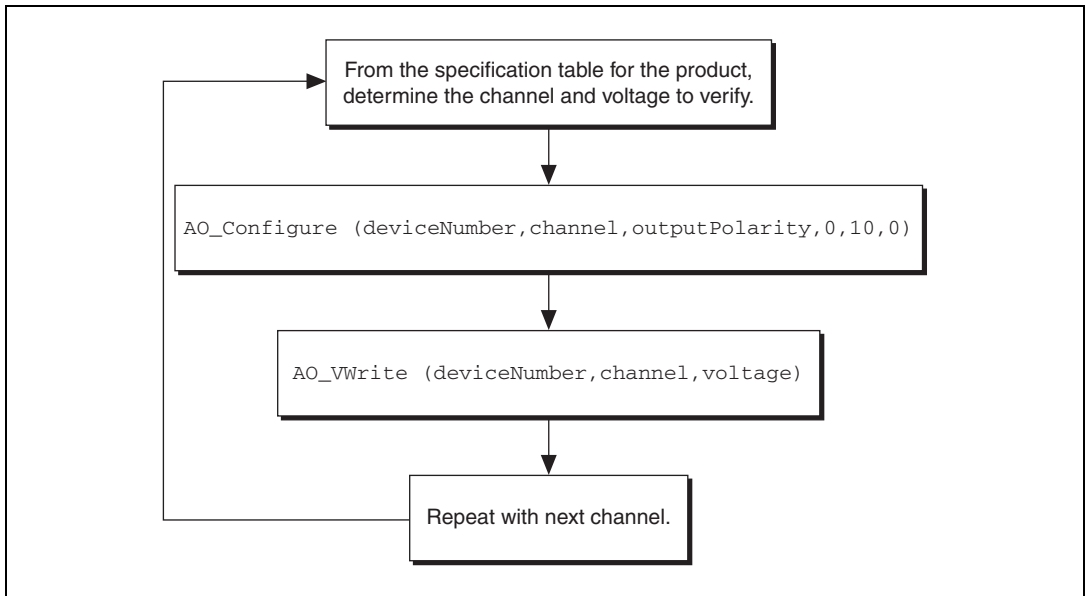 From the specification table for the product,
determine the channel and voltage to verify.
AO_Configure (deviceNumber,channel,outputPolarity,0,10,0)
AO_VWrite (deviceNumber,channel,voltage)
Repeat with next channel.